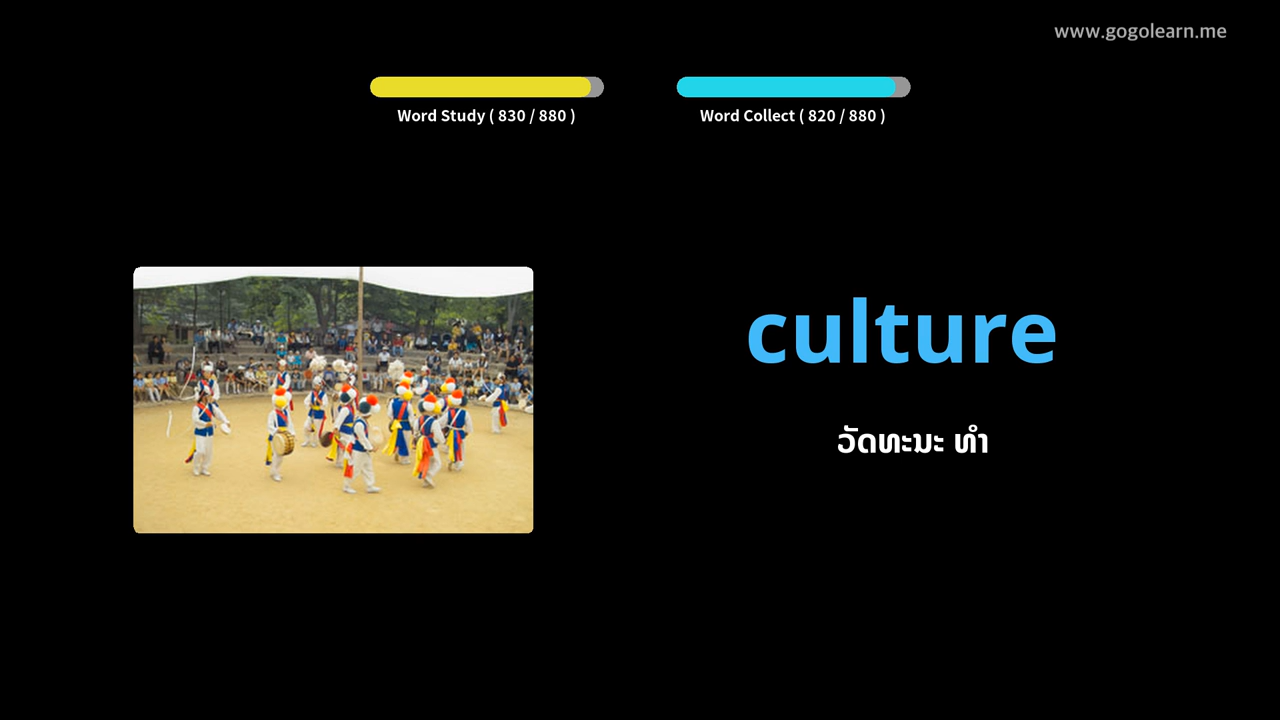 www.gogolearn.me
Word Study ( 830 / 880 )
Word Collect ( 820 / 880 )
culture
ວັດທະນະ ທຳ